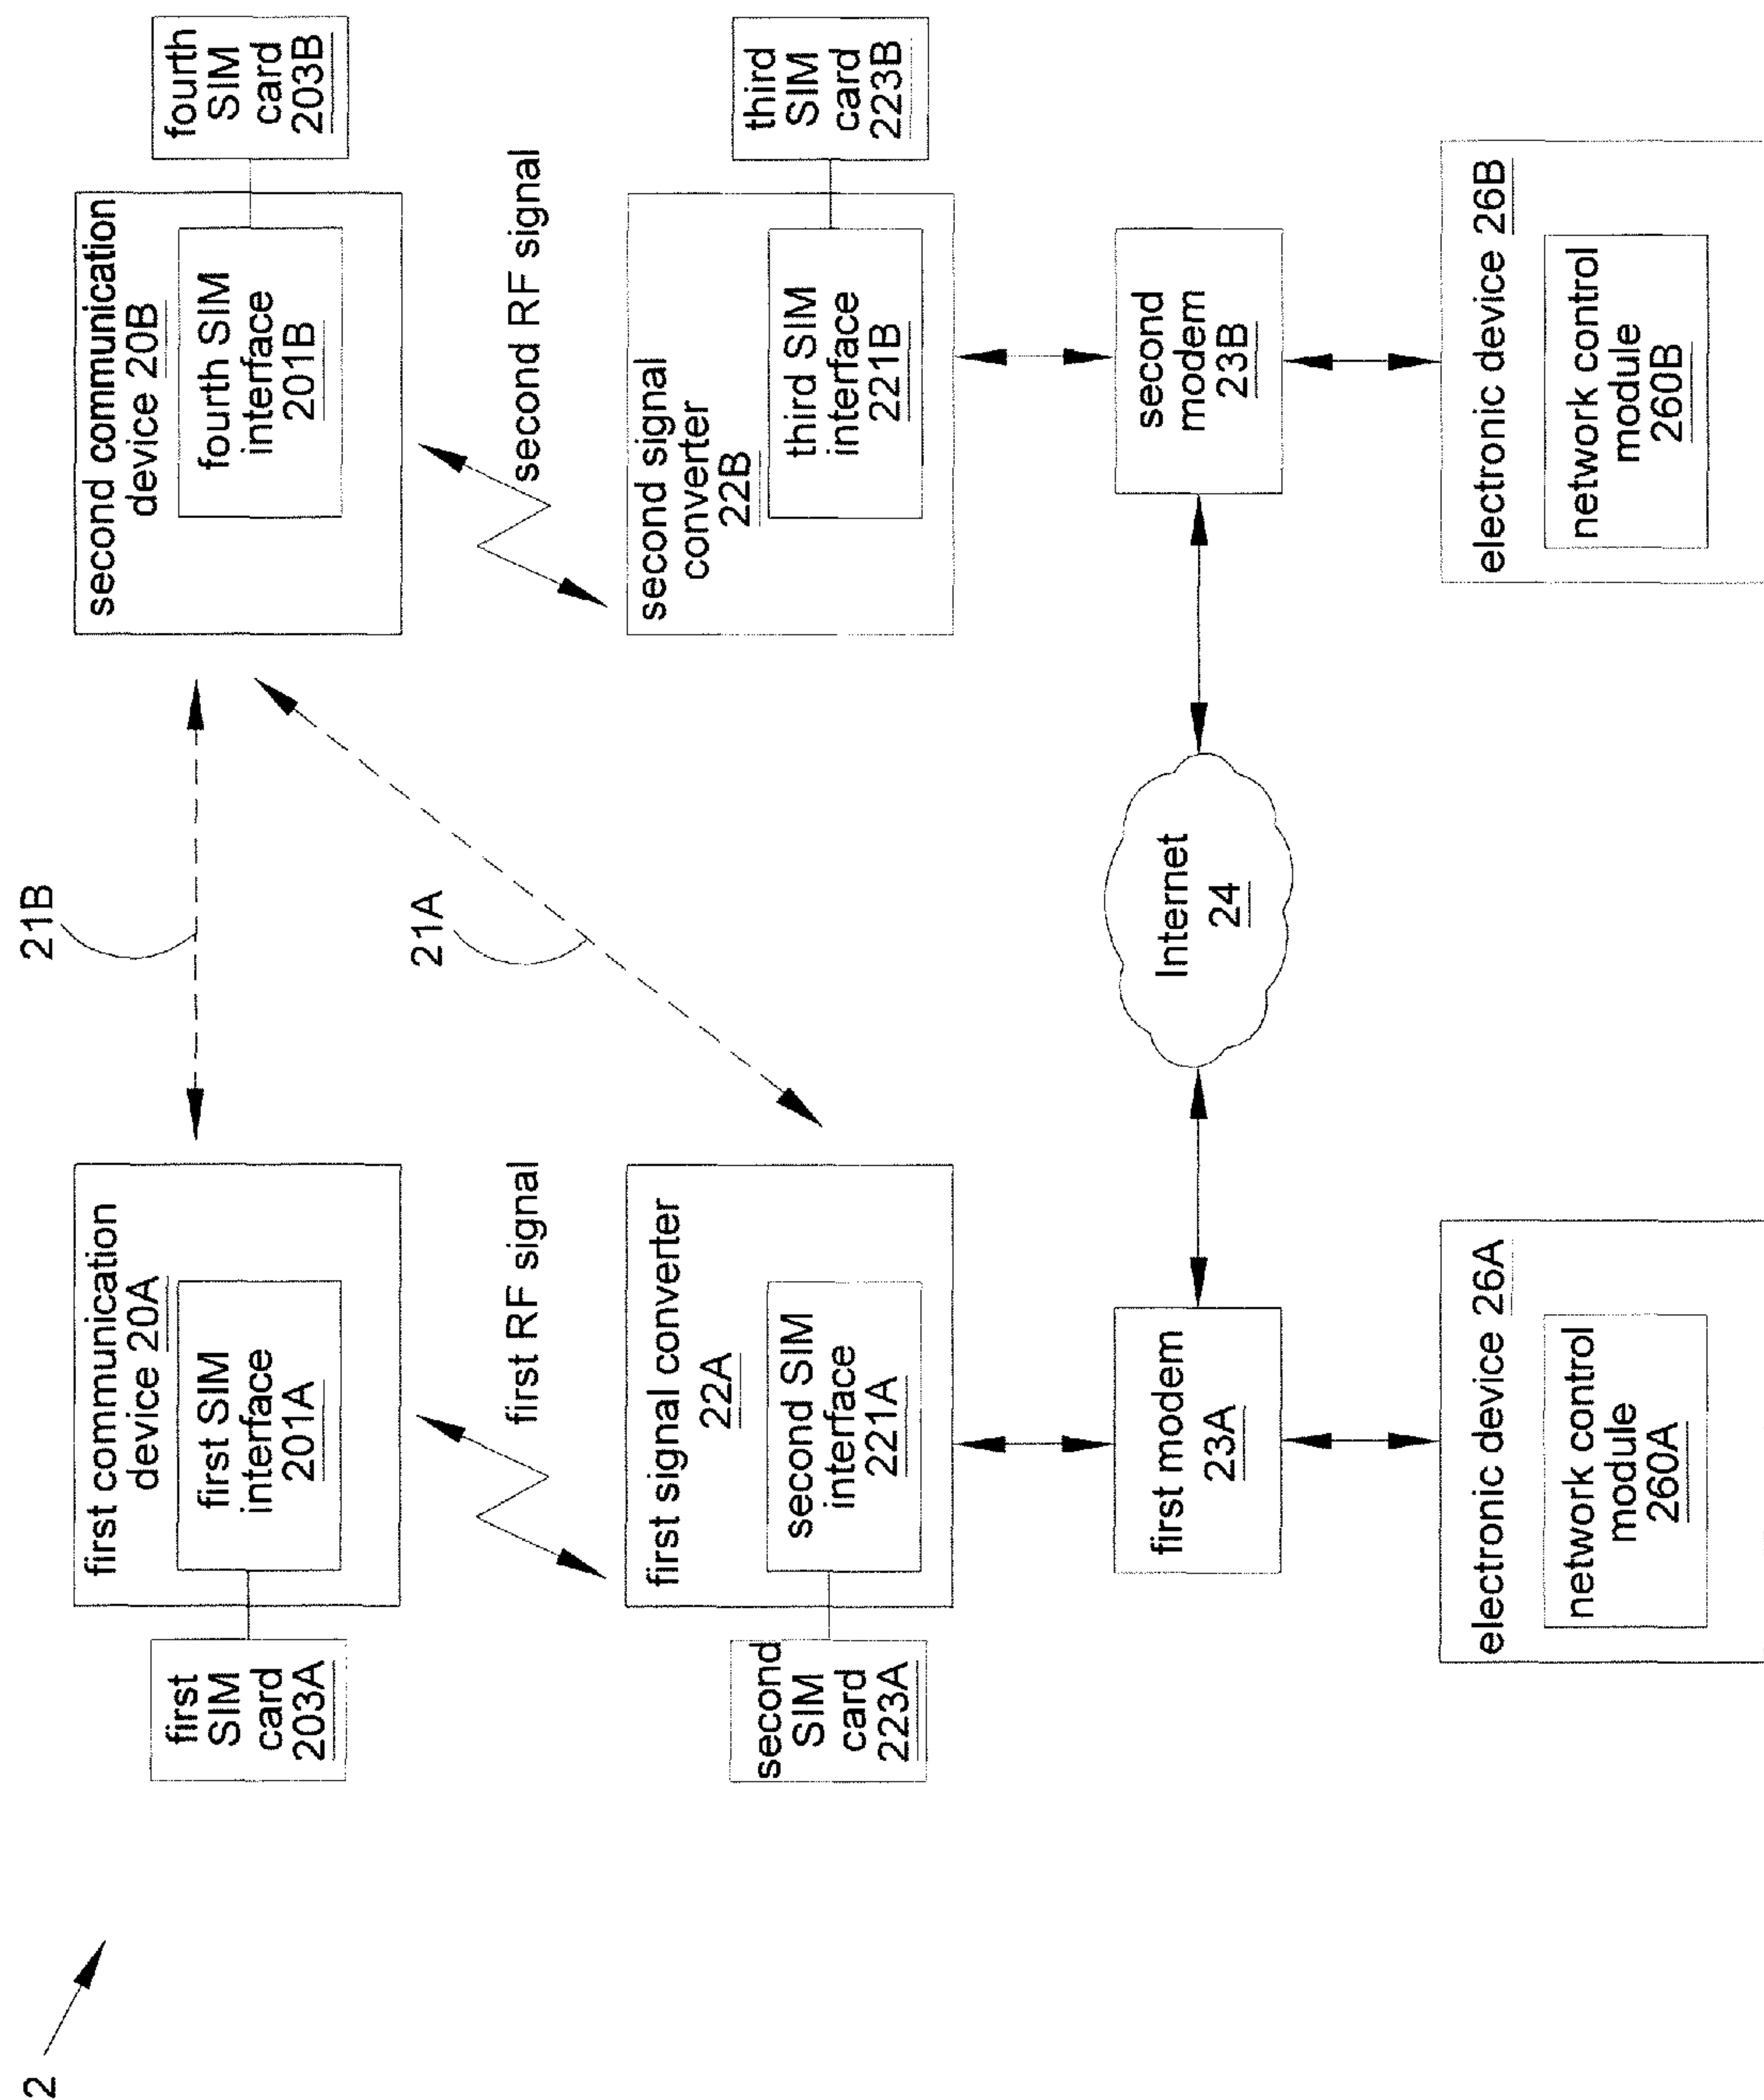 2
21B
21A
first communication
device 20A
first SIM
interface
201A
first
SIM
card
203A
second communication
device 20B
fourth SIM
interface
201B
fourth
SIM
card
203B
first RF signal
second RF signal
first signal converter
22A
second SIM
interface
221A
second
SIM
card
223A
second signal
converter
22B
third SIM
interface
221B
third
SIM
card
223B
first modem
23A
Internet
24
second
modem
23B
electronic device 26A
network control
module
260A
electronic device 26B
network control
module
260B